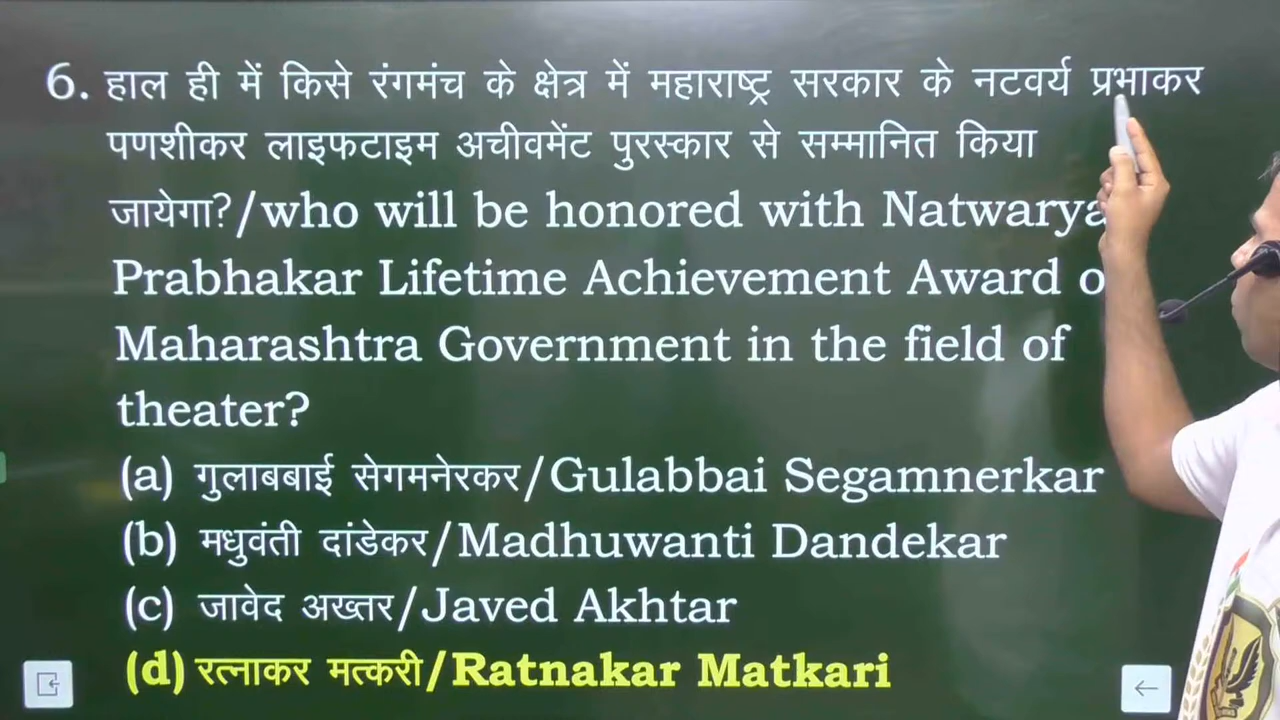 6. हाल ही में किसे रंगमंच के क्षेत्र में महाराष्ट्र सरकार के नटवर्य प्रभाकर
पणशीकर लाइफटाइम अचीवमेंट पुरस्कार से सम्मानित किया
जायेगा?/who will be honored with Natwarya
Prabhakar Lifetime Achievement Award o
Maharashtra Government in the field of
theater?
(a) गुलाबबाई सेगमनेरकर/Gulabbai Segamnerkar
(b) मधुवंती दांडेकर/Madhuwanti Dandekar
(c) जावेद अख्तर/Javed Akhtar
(d) रत्नाकर मत्करी/Ratnakar Matkari